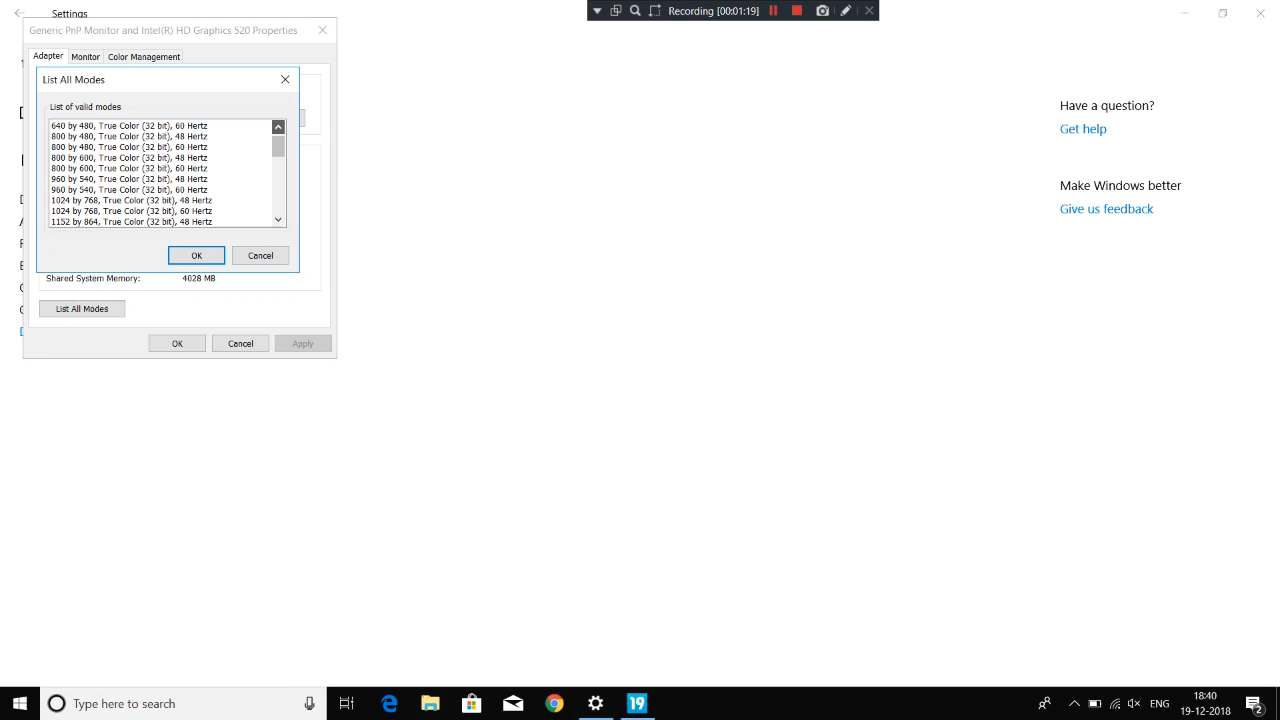 Settings
Recording [00:01:19]
Generic PnP Monitor and Intel(R) HD Graphics 520 Properties
Adapter Monitor Color Management
List All Modes
List of valid modes
640 by 480, True Color (32 bit), 60 Hertz
800 by 480, True Color (32 bit), 48 Hertz
800 by 480, True Color (32 bit), 60 Hertz
800 by 600, True Color (32 bit), 48 Hertz
800 by 600, True Color (32 bit), 60 Hertz
960 by 540, True Color (32 bit), 48 Hertz
960 by 540, True Color (32 bit), 60 Hertz
1024 by 768, True Color (32 bit), 48 Hertz
1024 by 768, True Color (32 bit), 60 Hertz
1152 by 864, True Color (32 bit), 48 Hertz
OK Cancel
Shared System Memory: 4028 MB
List All Modes
OK Cancel Apply
Have a question?
Get help
Make Windows better
Give us feedback
Type here to search
19
ENG
18:40
19-12-2018
2